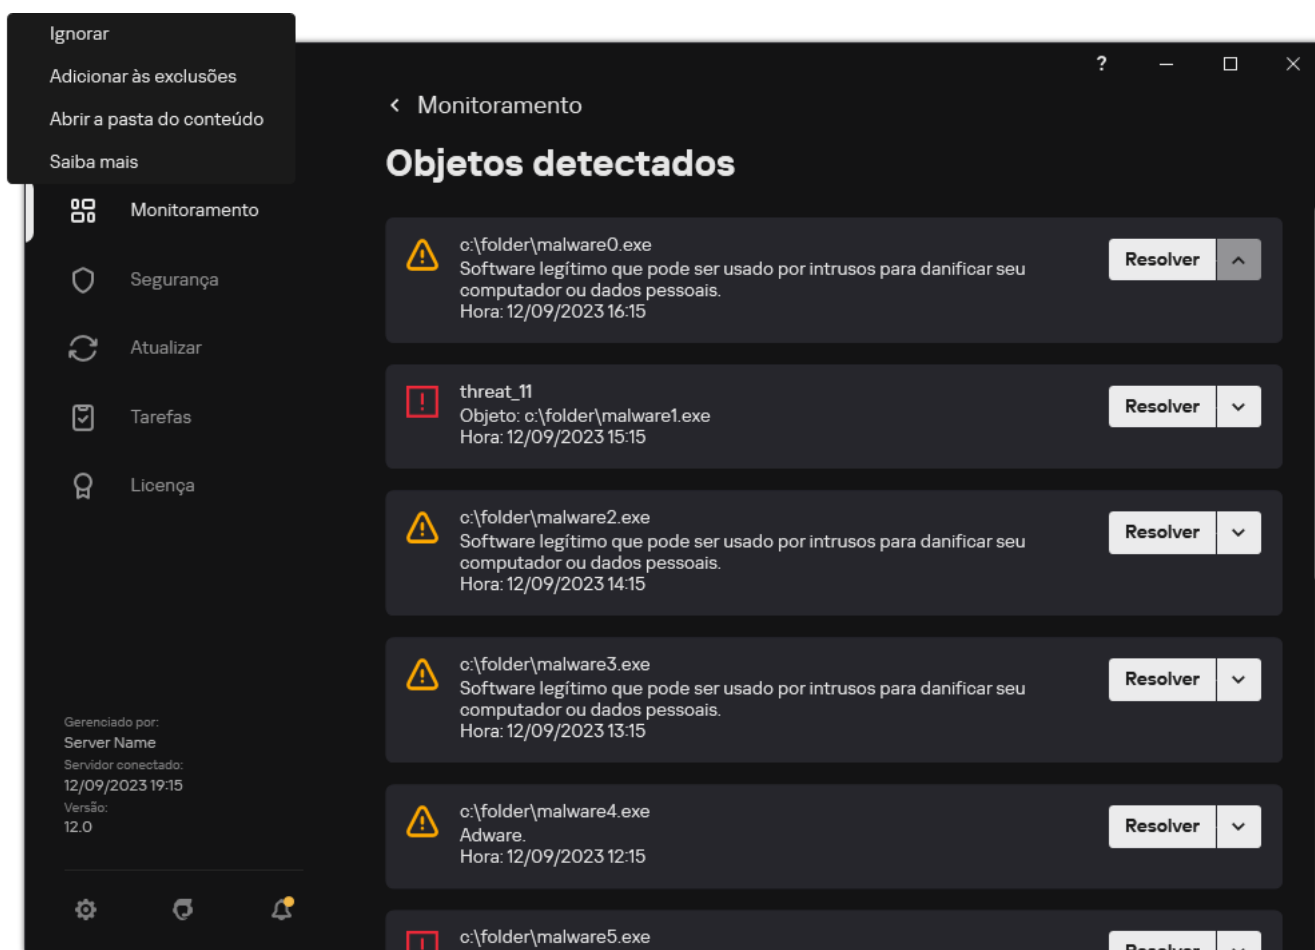 Ignorar
Adicionar às exclusões
Abrir a pasta do conteúdo
Saiba mais
?
Monitoramento
Objetos detectados
Monitoramento
Segurança
Atualizar
Tarefas
Licença
c:\folder\malware0.exe
Software legítimo que pode ser usado por intrusos para danificar seu
computador ou dados pessoais.
Hora: 12/09/2023 16:15
Resolver
threat_11
Objeto: c:\folder\malware1.exe
Hora: 12/09/2023 15:15
Resolver
c:\folder\malware2.exe
Software legítimo que pode ser usado por intrusos para danificar seu
computador ou dados pessoais.
Hora: 12/09/2023 14:15
Resolver
c:\folder\malware3.exe
Software legítimo que pode ser usado por intrusos para danificar seu
computador ou dados pessoais.
Hora: 12/09/2023 13:15
Resolver
c:\folder\malware4.exe
Adware.
Hora: 12/09/2023 12:15
Resolver
c:\folder\malware5.exe
Resolver
Gerenciado por:
Server Name
Servidor conectado:
12/09/2023 19:15
Versão:
12.0